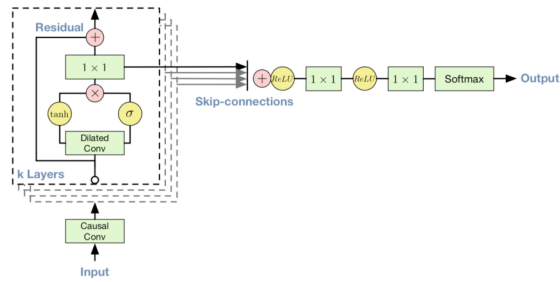 Residual
+
1 × 1
×
tanh
σ
Dilated
Conv
k Layers
Causal
Conv
Input
Skip-connections
+
ReLU
1 × 1
ReLU
1 × 1
Softmax
Output